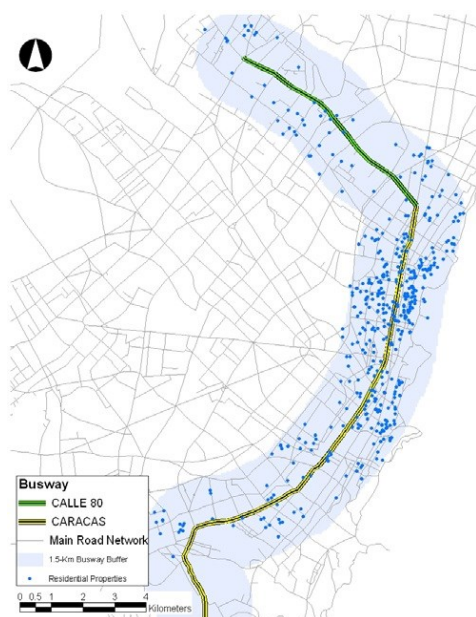 Busway
CALLE 80
CARACAS
Main Road Network
1.5-Km Busway Buffer
Residential Properties
0 0.5 1 2 3 4
Kilometers